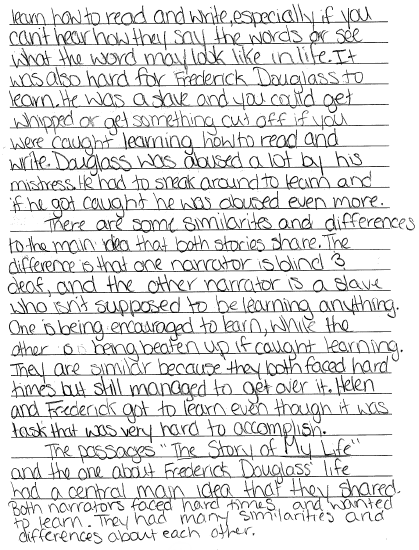 learn how to read and write, especially if you
can't hear how they say the words or see
what the word may look like in life. It
was also hard for Frederick Douglass to
learn. He was a slave and you could get
whipped or get something cut off if you
were caught learning how to read and
write. Douglass was abused a lot by his
mistress. He had to sneak around to learn and
if he got caught he was abused even more.
There are some similarites and differences
to the main idea that both stories share. The
difference is that one narrator is blind &
deaf, and the other narrator is a slave
who isn't supposed to be learning anything.
One is being encouraged to learn, while the
other is being beaten up if caught learning.
They are similar because they both faced hard
times but still managed to get over it. Helen
and Frederick got to learn even though it was
task that was very hard to accomplish.
The passages "The Story of My Life"
and the one about Frederick Douglass' life
had a central main idea that they shared.
Both narrators faced hard times, and wanted
to learn. They had many similarities and
differences about each other.